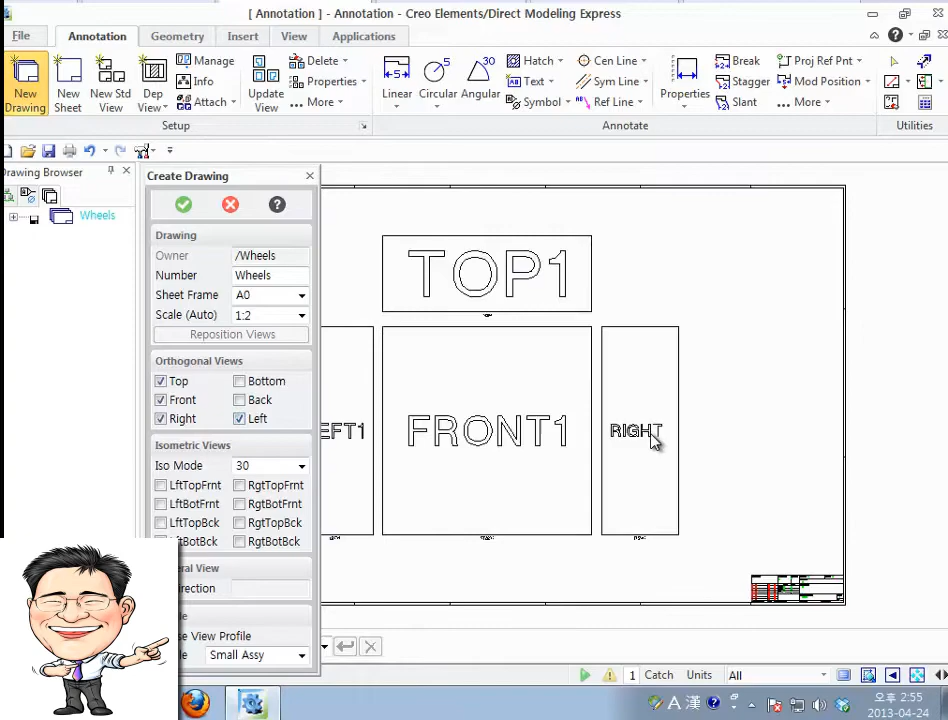 [ Annotation ] - Annotation - Creo Elements/Direct Modeling Express
File Annotation Geometry Insert View Applications
New Drawing
New Sheet
New Std View
Dep View
Manage
Info
Attach
Update View
Delete
Properties
More
Linear
Circular
Angular
Hatch
Text
Symbol
Cen Line
Sym Line
Ref Line
Properties
Break
Stagger
Slant
Proj Ref Pnt
Mod Position
More
Setup Annotate Utilities
Drawing Browser
Wheels
Create Drawing
Drawing
Owner /Wheels
Number Wheels
Sheet Frame A0
Scale (Auto) 1:2
Reposition Views
Orthogonal Views
Top Bottom
Front Back
Right Left
Isometric Views
Iso Mode 30
LftTopFrnt RgtTopFrnt
LftBotFrnt RgtBotFrnt
LftTopBck RgtTopBck
RgtBotBck
View
Use View Profile
Small Assy
TOP1
FRONT1
RIGHT
1 Catch Units All
A 漢
오후 2:55
2013-04-24